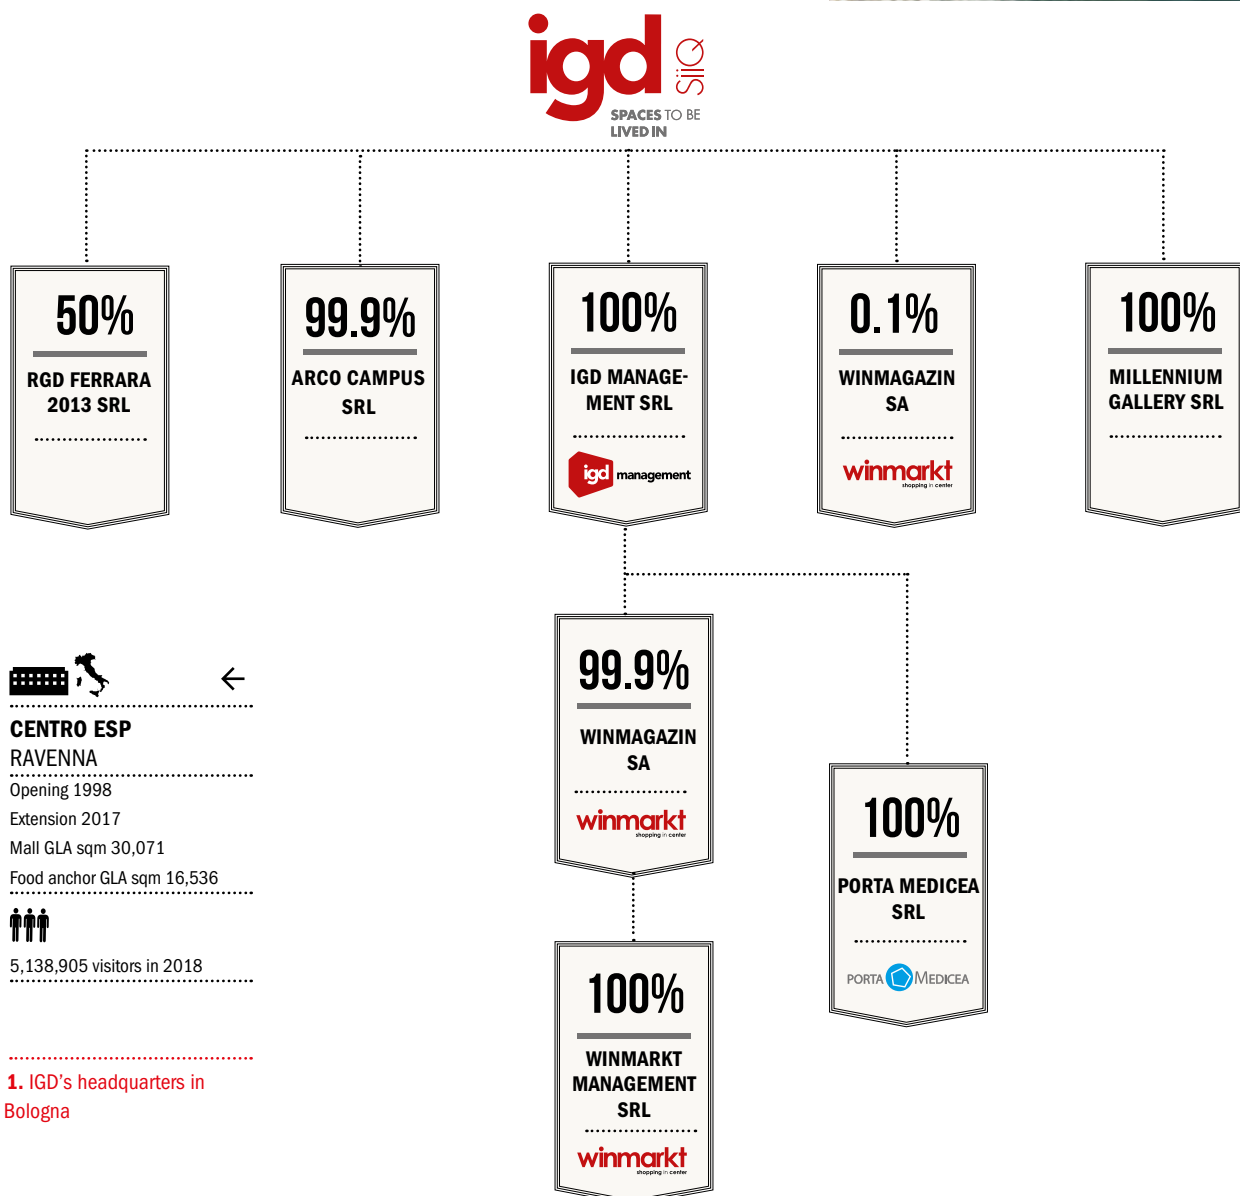 igd SIIQ
SPACES TO BE
LIVED IN
50%
RGD FERRARA
2013 SRL
99.9%
ARCO CAMPUS
SRL
100%
IGD MANAGE-
MENT SRL
igd management
0.1%
WINMAGAZIN
SA
winmarkt
shopping in center
100%
MILLENNIUM
GALLERY SRL
99.9%
WINMAGAZIN
SA
winmarkt
shopping in center
100%
PORTA MEDICEA
SRL
PORTA MEDICEA
100%
WINMARKT
MANAGEMENT
SRL
winmarkt
shopping in center
CENTRO ESP
RAVENNA
Opening 1998
Extension 2017
Mall GLA sqm 30,071
Food anchor GLA sqm 16,536
5,138,905 visitors in 2018
1. IGD's headquarters in
Bologna